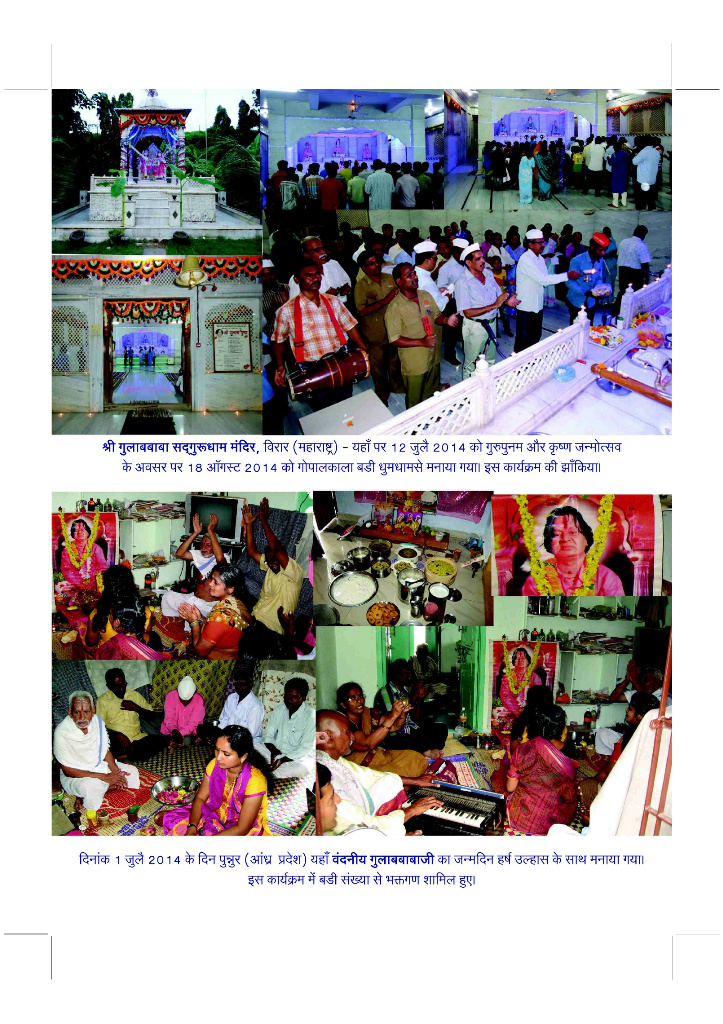 श्री गुलाबबाबा सद्‌गुरूधाम मंदिर, विरार (महाराष्ट्र) - यहाँ पर 12 जुलै 2014 को गुरुपुनम और कृष्ण जन्मोत्सव
के अवसर पर 18 ऑगस्ट 2014 को गोपालकाला बडी धुमधामसे मनाया गया। इस कार्यक्रम की झाँकिया।
दिनांक 1 जुलै 2014 के दिन पुन्नुर (आंध्र प्रदेश) यहाँ वंदनीय गुलाबबाबाजी का जन्मदिन हर्ष उल्हास के साथ मनाया गया।
इस कार्यक्रम में बडी संख्या से भक्तगण शामिल हुए।